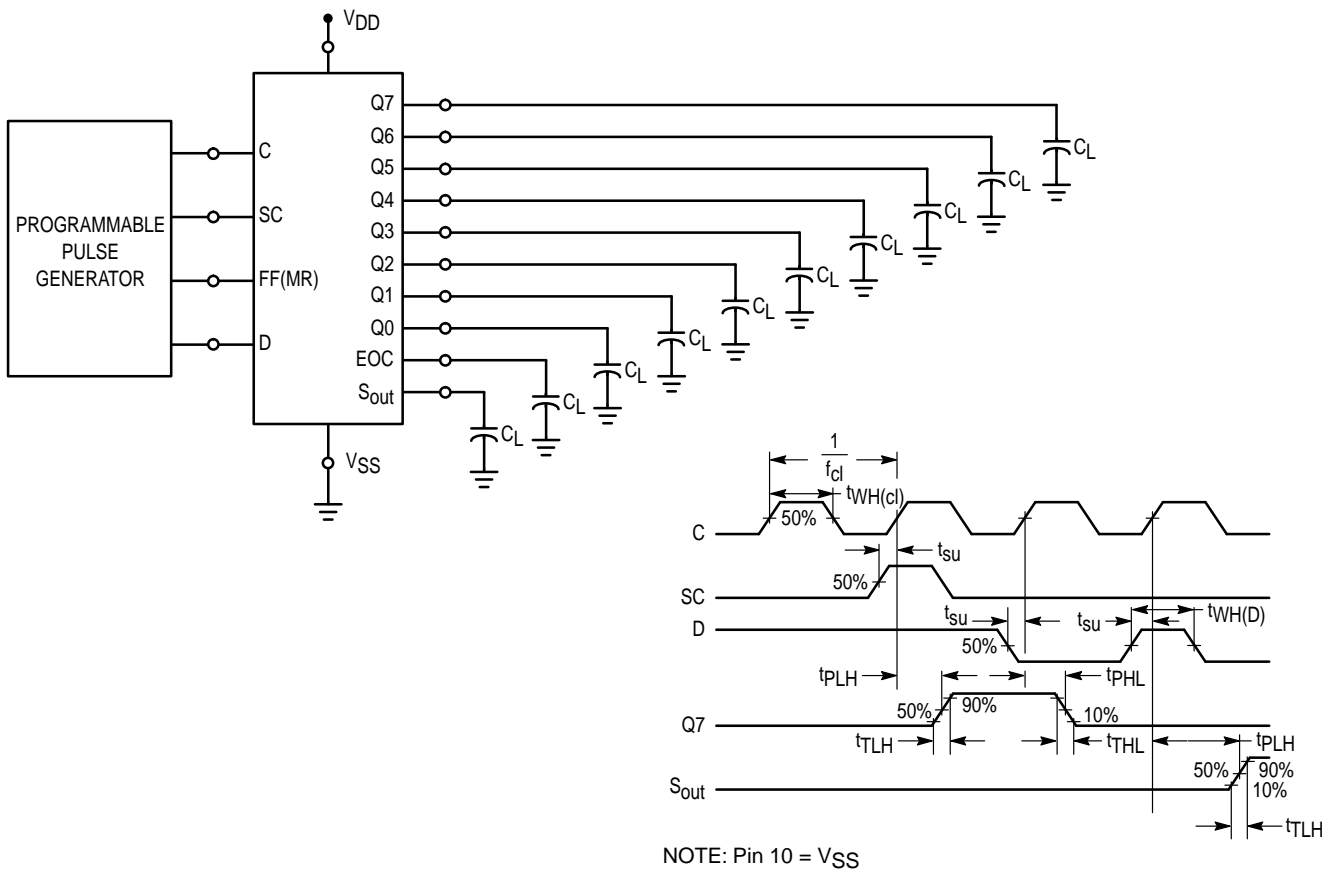 VDD
PROGRAMMABLE
PULSE
GENERATOR
C
SC
FF(MR)
D
Q7
Q6
Q5
Q4
Q3
Q2
Q1
Q0
EOC
Sout
CL
CL
CL
CL
CL
CL
CL
CL
CL
CL
VSS
1
fcl
tWH(cl)
50%
C
tsu
50%
SC
D
tsu
tsu
tWH(D)
50%
tPLH
tPHL
50%
90%
10%
Q7
tTLH
tTHL
tPLH
50%
90%
10%
Sout
tTLH
NOTE: Pin 10 = VSS